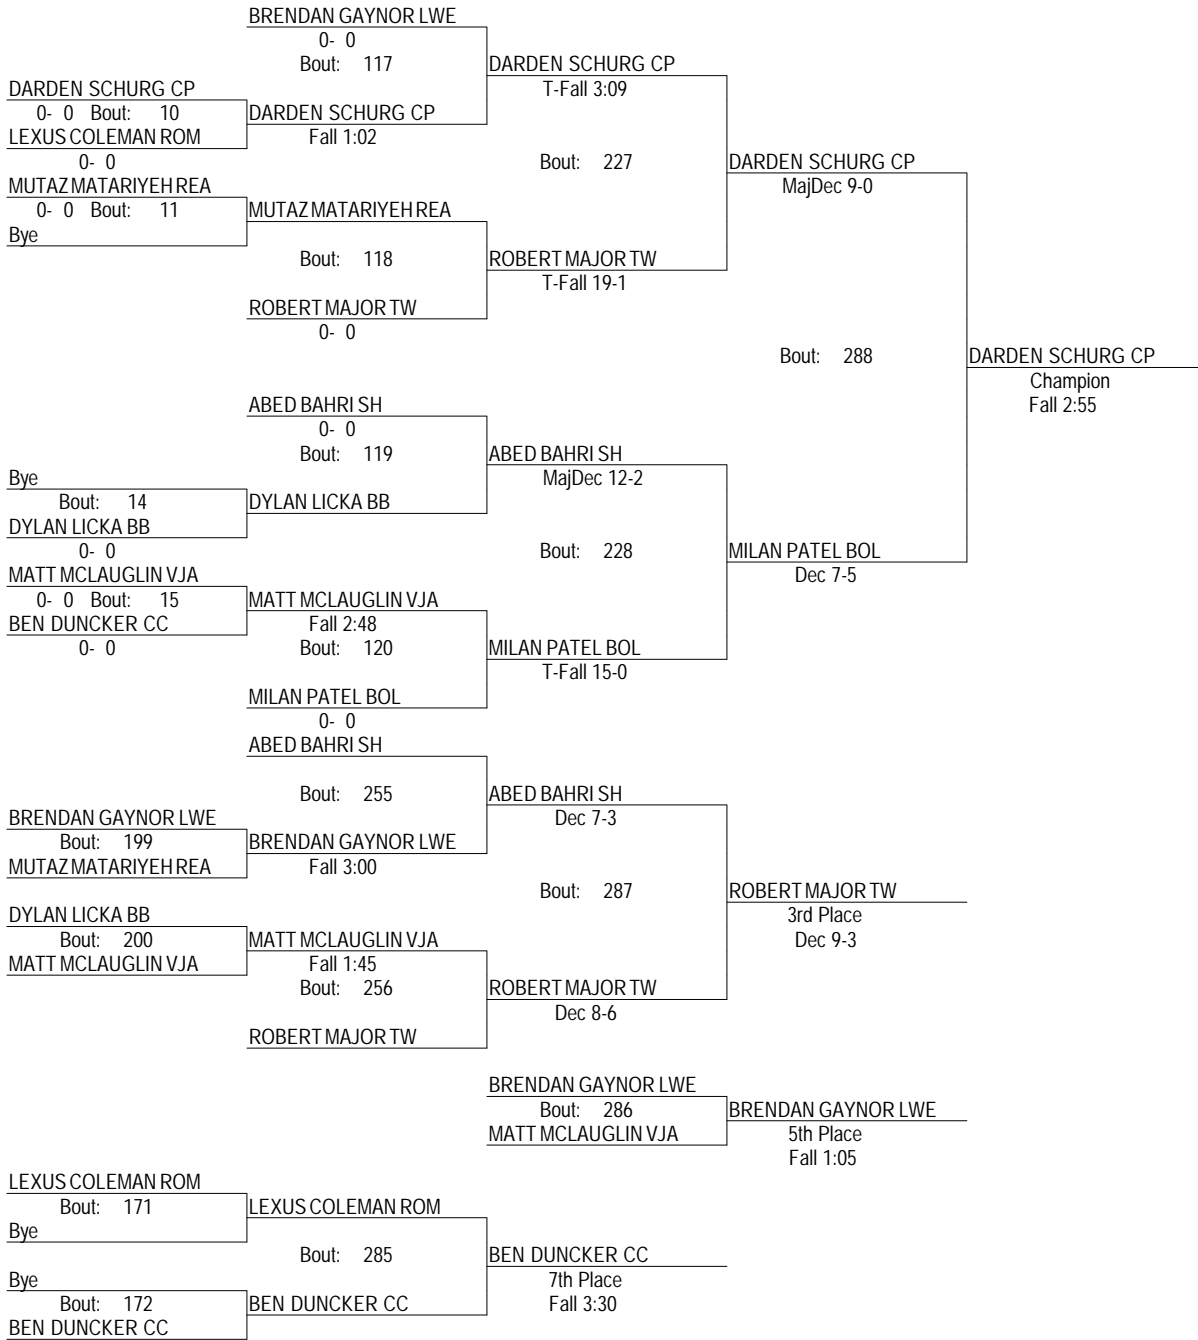 BRENDAN GAYNOR LWE
0- 0
Bout: 117
DARDEN SCHURG CP
T-Fall 3:09
DARDEN SCHURG CP
0- 0 Bout: 10
DARDEN SCHURG CP
LEXUS COLEMAN ROM
Fall 1:02
0- 0
Bout: 227
DARDEN SCHURG CP
MUTAZ MATARIYEH REA
MajDec 9-0
0- 0 Bout: 11
MUTAZ MATARIYEH REA
Bye
Bout: 118
ROBERT MAJOR TW
T-Fall 19-1
ROBERT MAJOR TW
0- 0
Bout: 288
DARDEN SCHURG CP
Champion
Fall 2:55
ABED BAHRI SH
0- 0
Bout: 119
ABED BAHRI SH
MajDec 12-2
Bye
Bout: 14
DYLAN LICKA BB
DYLAN LICKA BB
0- 0
Bout: 228
MILAN PATEL BOL
MATT MCLAUGLIN VJA
Dec 7-5
0- 0 Bout: 15
MATT MCLAUGLIN VJA
BEN DUNCKER CC
Fall 2:48
0- 0
Bout: 120
MILAN PATEL BOL
T-Fall 15-0
MILAN PATEL BOL
0- 0
ABED BAHRI SH
Bout: 255
ABED BAHRI SH
Dec 7-3
BRENDAN GAYNOR LWE
Bout: 199
BRENDAN GAYNOR LWE
MUTAZ MATARIYEH REA
Fall 3:00
Bout: 287
ROBERT MAJOR TW
3rd Place
Dec 9-3
DYLAN LICKA BB
Bout: 200
MATT MCLAUGLIN VJA
MATT MCLAUGLIN VJA
Fall 1:45
Bout: 256
ROBERT MAJOR TW
Dec 8-6
ROBERT MAJOR TW
BRENDAN GAYNOR LWE
Bout: 286
BRENDAN GAYNOR LWE
MATT MCLAUGLIN VJA
5th Place
Fall 1:05
LEXUS COLEMAN ROM
Bout: 171
LEXUS COLEMAN ROM
Bye
Bout: 285
BEN DUNCKER CC
7th Place
Fall 3:30
Bye
Bout: 172
BEN DUNCKER CC
BEN DUNCKER CC